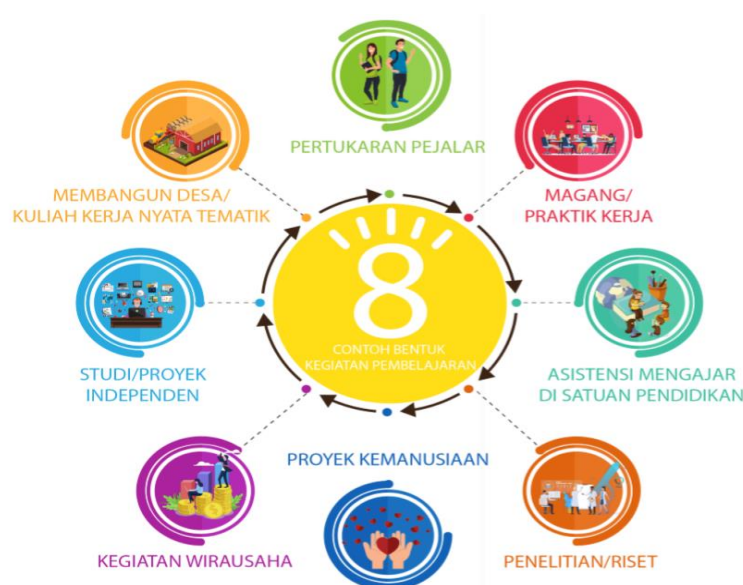 PERTUKARAN PEJALAR
MAGANG/
PRAKTIK KERJA
ASISTENSI MENGAJAR
DI SATUAN PENDIDIKAN
PENELITIAN/RISET
PROYEK KEMANUSIAAN
KEGIATAN WIRAUSAHA
STUDI/PROYEK
INDEPENDEN
MEMBANGUN DESA/
KULIAH KERJA NYATA TEMATIK
8
CONTOH BENTUK
KEGIATAN PEMBELAJARAN